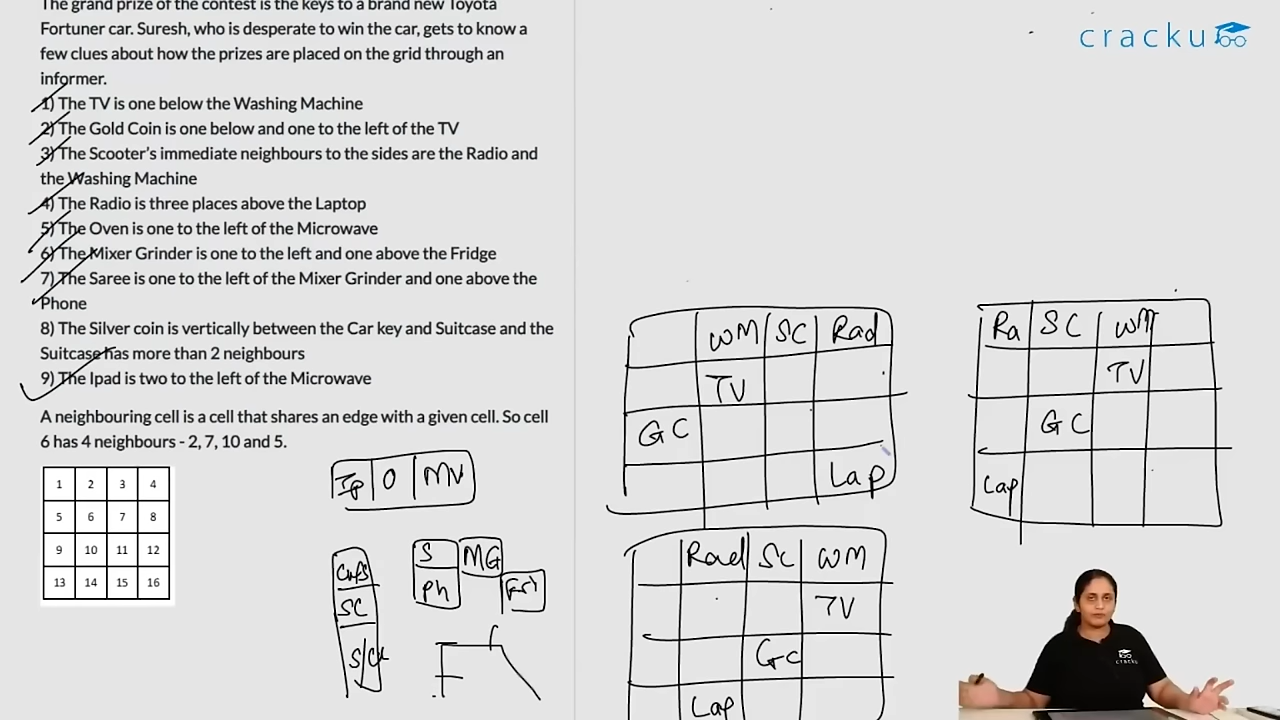 The grand prize of the contest is the keys to a brand new Toyota
Fortuner car. Suresh, who is desperate to win the car, gets to know a
few clues about how the prizes are placed on the grid through an
informer.
1) The TV is one below the Washing Machine
2) The Gold Coin is one below and one to the left of the TV
3) The Scooter's immediate neighbours to the sides are the Radio and
the Washing Machine
4) The Radio is three places above the Laptop
5) The Oven is one to the left of the Microwave
6) The Mixer Grinder is one to the left and one above the Fridge
7) The Saree is one to the left of the Mixer Grinder and one above the
Phone
8) The Silver coin is vertically between the Car key and Suitcase and the
Suitcase has more than 2 neighbours
9) The Ipad is two to the left of the Microwave
A neighbouring cell is a cell that shares an edge with a given cell. So cell
6 has 4 neighbours - 2, 7, 10 and 5.
1 2 3 4
5 6 7 8
9 10 11 12
13 14 15 16
Ip O MW
SC
S MG
Ph Fri
WM SC Rad
TV
GC
Lap
Ra SC WM
TV
GC
Lap
Rad SC WM
TV
GC
Lap
cracku
cracku